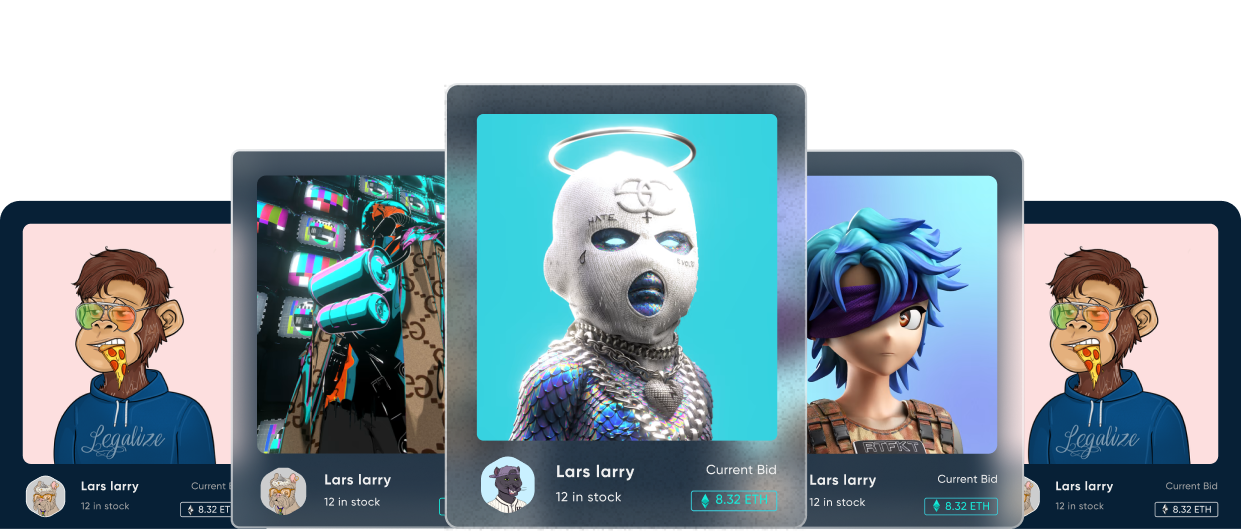 HATE
Legalize
Lars larry
12 in stock
Current B
8.32 ETH
Lars larry
12 in stock
Lars larry
12 in stock
Current Bid
8.32 ETH
RTFKT
Lars larry
12 in stock
Current Bid
8.32 ETH
Legalize
Lars larry
12 in stock
Current Bid
8.32 ETH